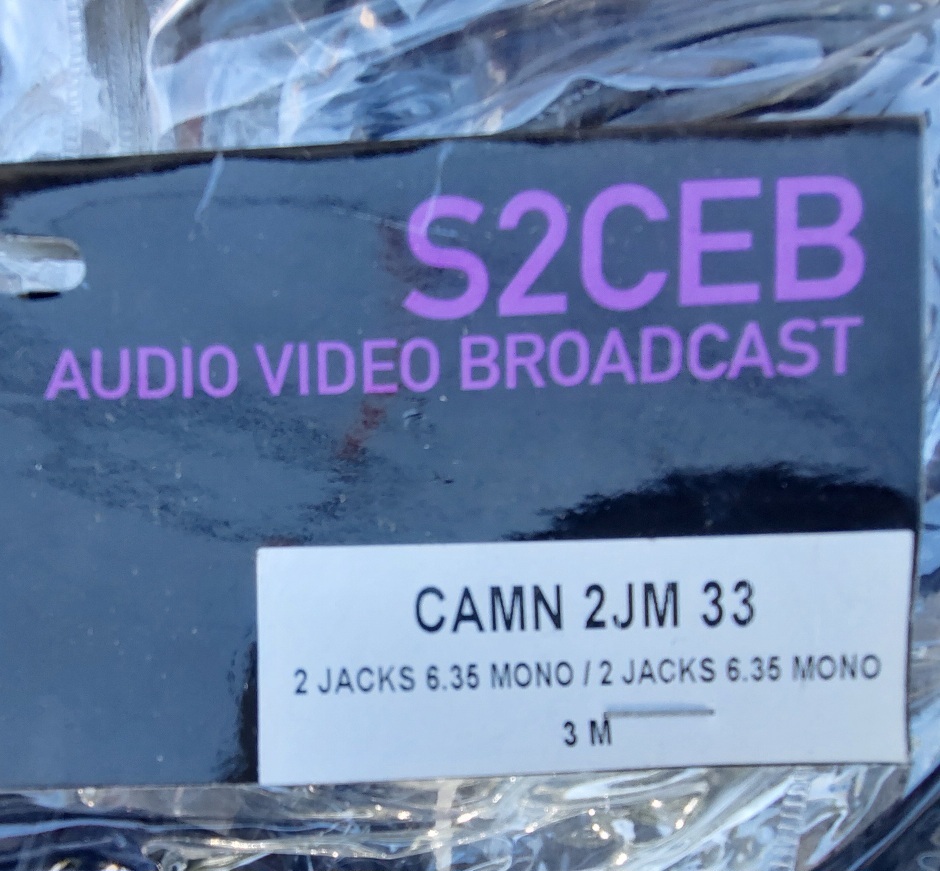 S2CEB
AUDIO VIDEO BROADCAST
CAMN 2JM 33
2 JACKS 6.35 MONO / 2 JACKS 6.35 MONO
3 M